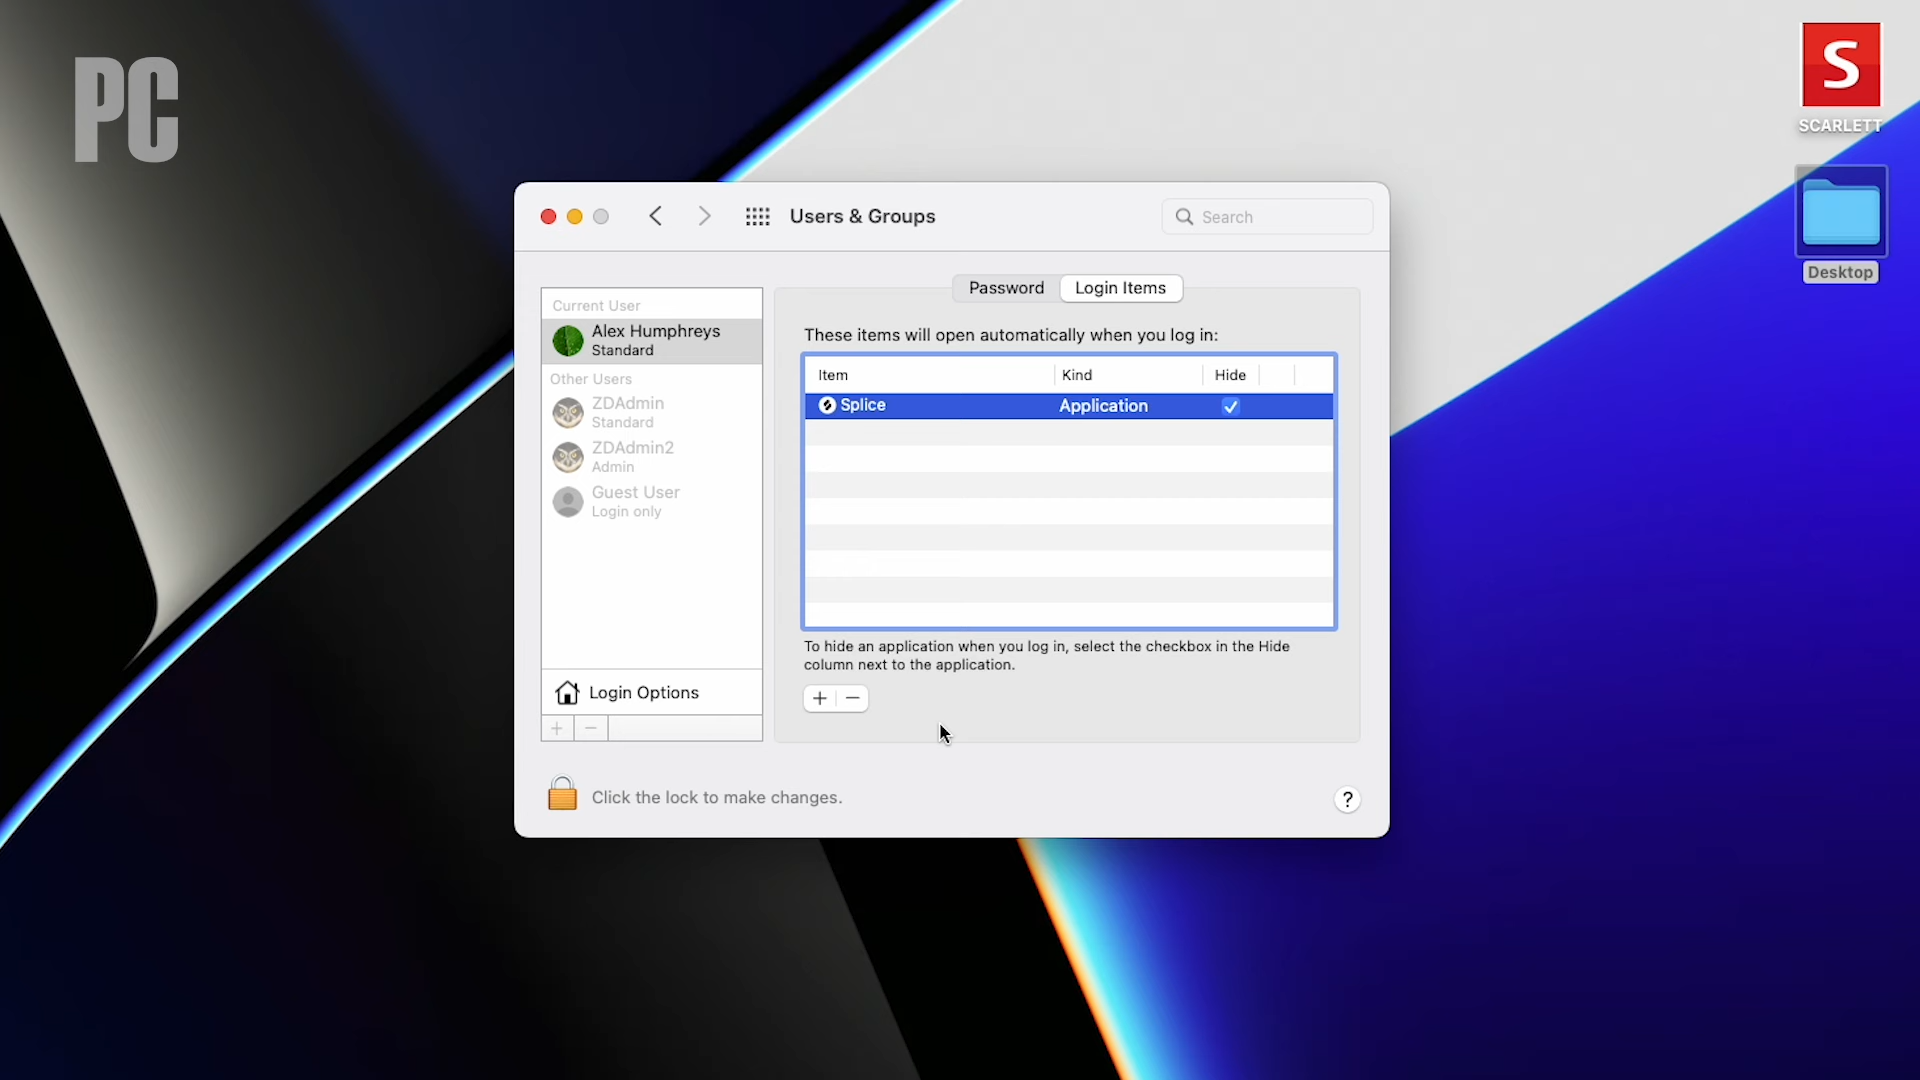 PC
S
SCARLETT
Desktop
Users & Groups
Search
Password
Login Items
Current User
Alex Humphreys
Standard
Other Users
ZDAdmin
Standard
ZDAdmin2
Admin
Guest User
Login only
Login Options
+
−
These items will open automatically when you log in:
Item Kind Hide
Splice Application
To hide an application when you log in, select the checkbox in the Hide
column next to the application.
+
−
Click the lock to make changes.
?